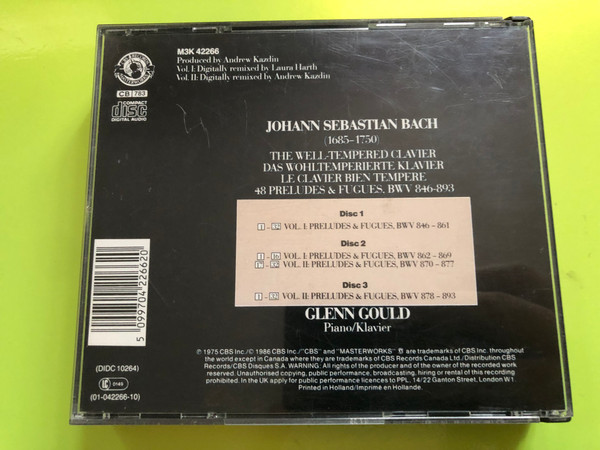 M3K 42266
Produced by Andrew Kazdin
Vol. I: Digitally remixed by Laura Harth
Vol. II: Digitally remixed by Andrew Kazdin
CB 783
COMPACT
disc
DIGITAL AUDIO
JOHANN SEBASTIAN BACH
(1685–1750)
THE WELL-TEMPERED CLAVIER
DAS WOHLTEMPERIERTE KLAVIER
LE CLAVIER BIEN TEMPERE
48 PRELUDES & FUGUES, BWV 846-893
Disc 1
1 - 32 VOL. I: PRELUDES & FUGUES, BWV 846 – 861
Disc 2
1 - 16 VOL. I: PRELUDES & FUGUES, BWV 862 – 869
17 - 32 VOL. II: PRELUDES & FUGUES, BWV 870 – 877
Disc 3
1 - 32 VOL. II: PRELUDES & FUGUES, BWV 878 – 893
GLENN GOULD
Piano/Klavier
5 099704 226620
(DIDC 10264)
0149
(01-042266-10)
℗ 1975 CBS Inc./© 1986 CBS Inc./"CBS" and "MASTERWORKS" are trademarks of CBS Inc. throughout
the world except in Canada where they are trademarks of CBS Records Canada Ltd./Distribution CBS
Records/CBS Disques S.A. WARNING: All rights of the producer and of the owner of the recorded work
reserved. Unauthorised copying, public performance, broadcasting, hiring or rental of this recording
prohibited. In the UK apply for public performance licences to PPL, 14/22 Ganton Street, London W1.
Printed in Holland/Imprimé en Hollande.